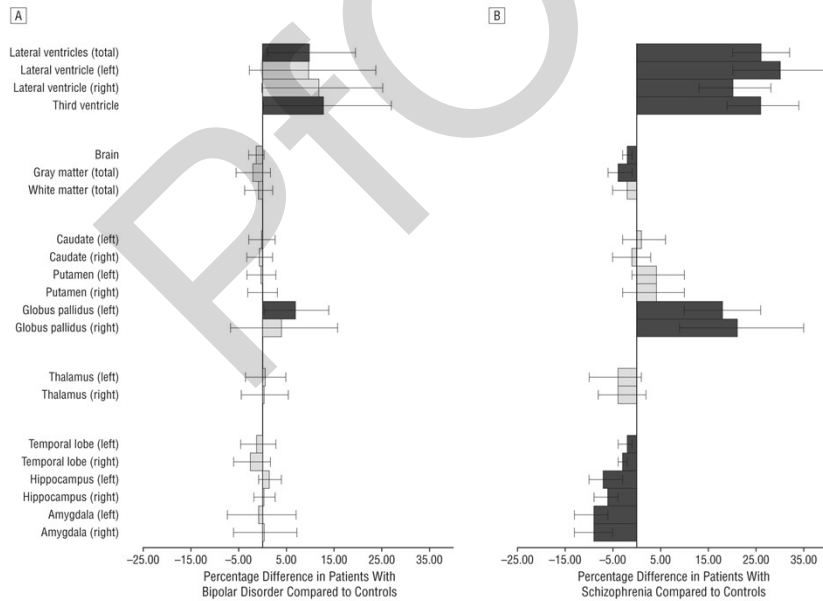 A
B
Lateral ventricles (total)
Lateral ventricle (left)
Lateral ventricle (right)
Third ventricle
Brain
Gray matter (total)
White matter (total)
Caudate (left)
Caudate (right)
Putamen (left)
Putamen (right)
Globus pallidus (left)
Globus pallidus (right)
Thalamus (left)
Thalamus (right)
Temporal lobe (left)
Temporal lobe (right)
Hippocampus (left)
Hippocampus (right)
Amygdala (left)
Amygdala (right)
−25.00 −15.00 −5.00 5.00 15.00 25.00 35.00
Percentage Difference in Patients With
Bipolar Disorder Compared to Controls
−25.00 −15.00 −5.00 5.00 15.00 25.00 35.00
Percentage Difference in Patients With
Schizophrenia Compared to Controls